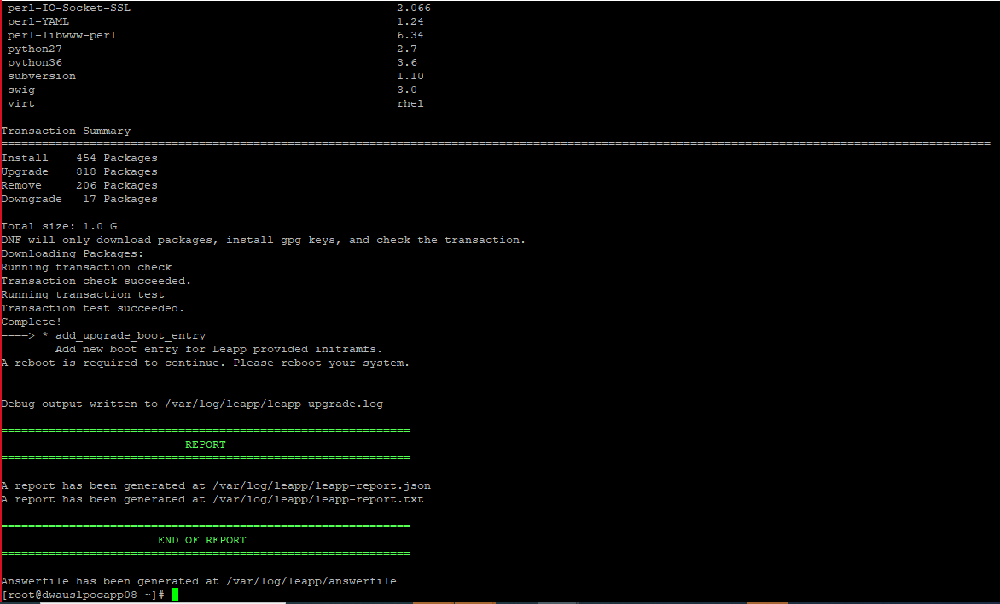 perl-IO-Socket-SSL 2.066
perl-YAML 1.24
perl-libwww-perl 6.34
python27 2.7
python36 3.6
subversion 1.10
swig 3.0
virt rhel
Transaction Summary
================================================================================================================================================
Install 454 Packages
Upgrade 818 Packages
Remove 206 Packages
Downgrade 17 Packages
Total size: 1.0 G
DNF will only download packages, install gpg keys, and check the transaction.
Downloading Packages:
Running transaction check
Transaction check succeeded.
Running transaction test
Transaction test succeeded.
Complete!
====> * add_upgrade_boot_entry
Add new boot entry for Leapp provided initramfs.
A reboot is required to continue. Please reboot your system.
Debug output written to /var/log/leapp/leapp-upgrade.log
============================================================
REPORT
============================================================
A report has been generated at /var/log/leapp/leapp-report.json
A report has been generated at /var/log/leapp/leapp-report.txt
============================================================
END OF REPORT
============================================================
Answerfile has been generated at /var/log/leapp/answerfile
[root@dwauslpocapp08 ~]#